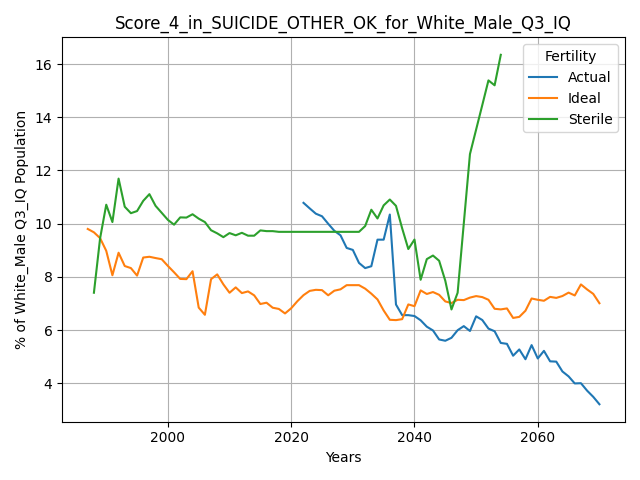 Score_4_in_SUICIDE_OTHER_OK_for_White_Male_Q3_IQ
Fertility
Actual
Ideal
Sterile
% of White_Male Q3_IQ Population
16
14
12
10
8
6
4
2000
2020
2040
2060
Years